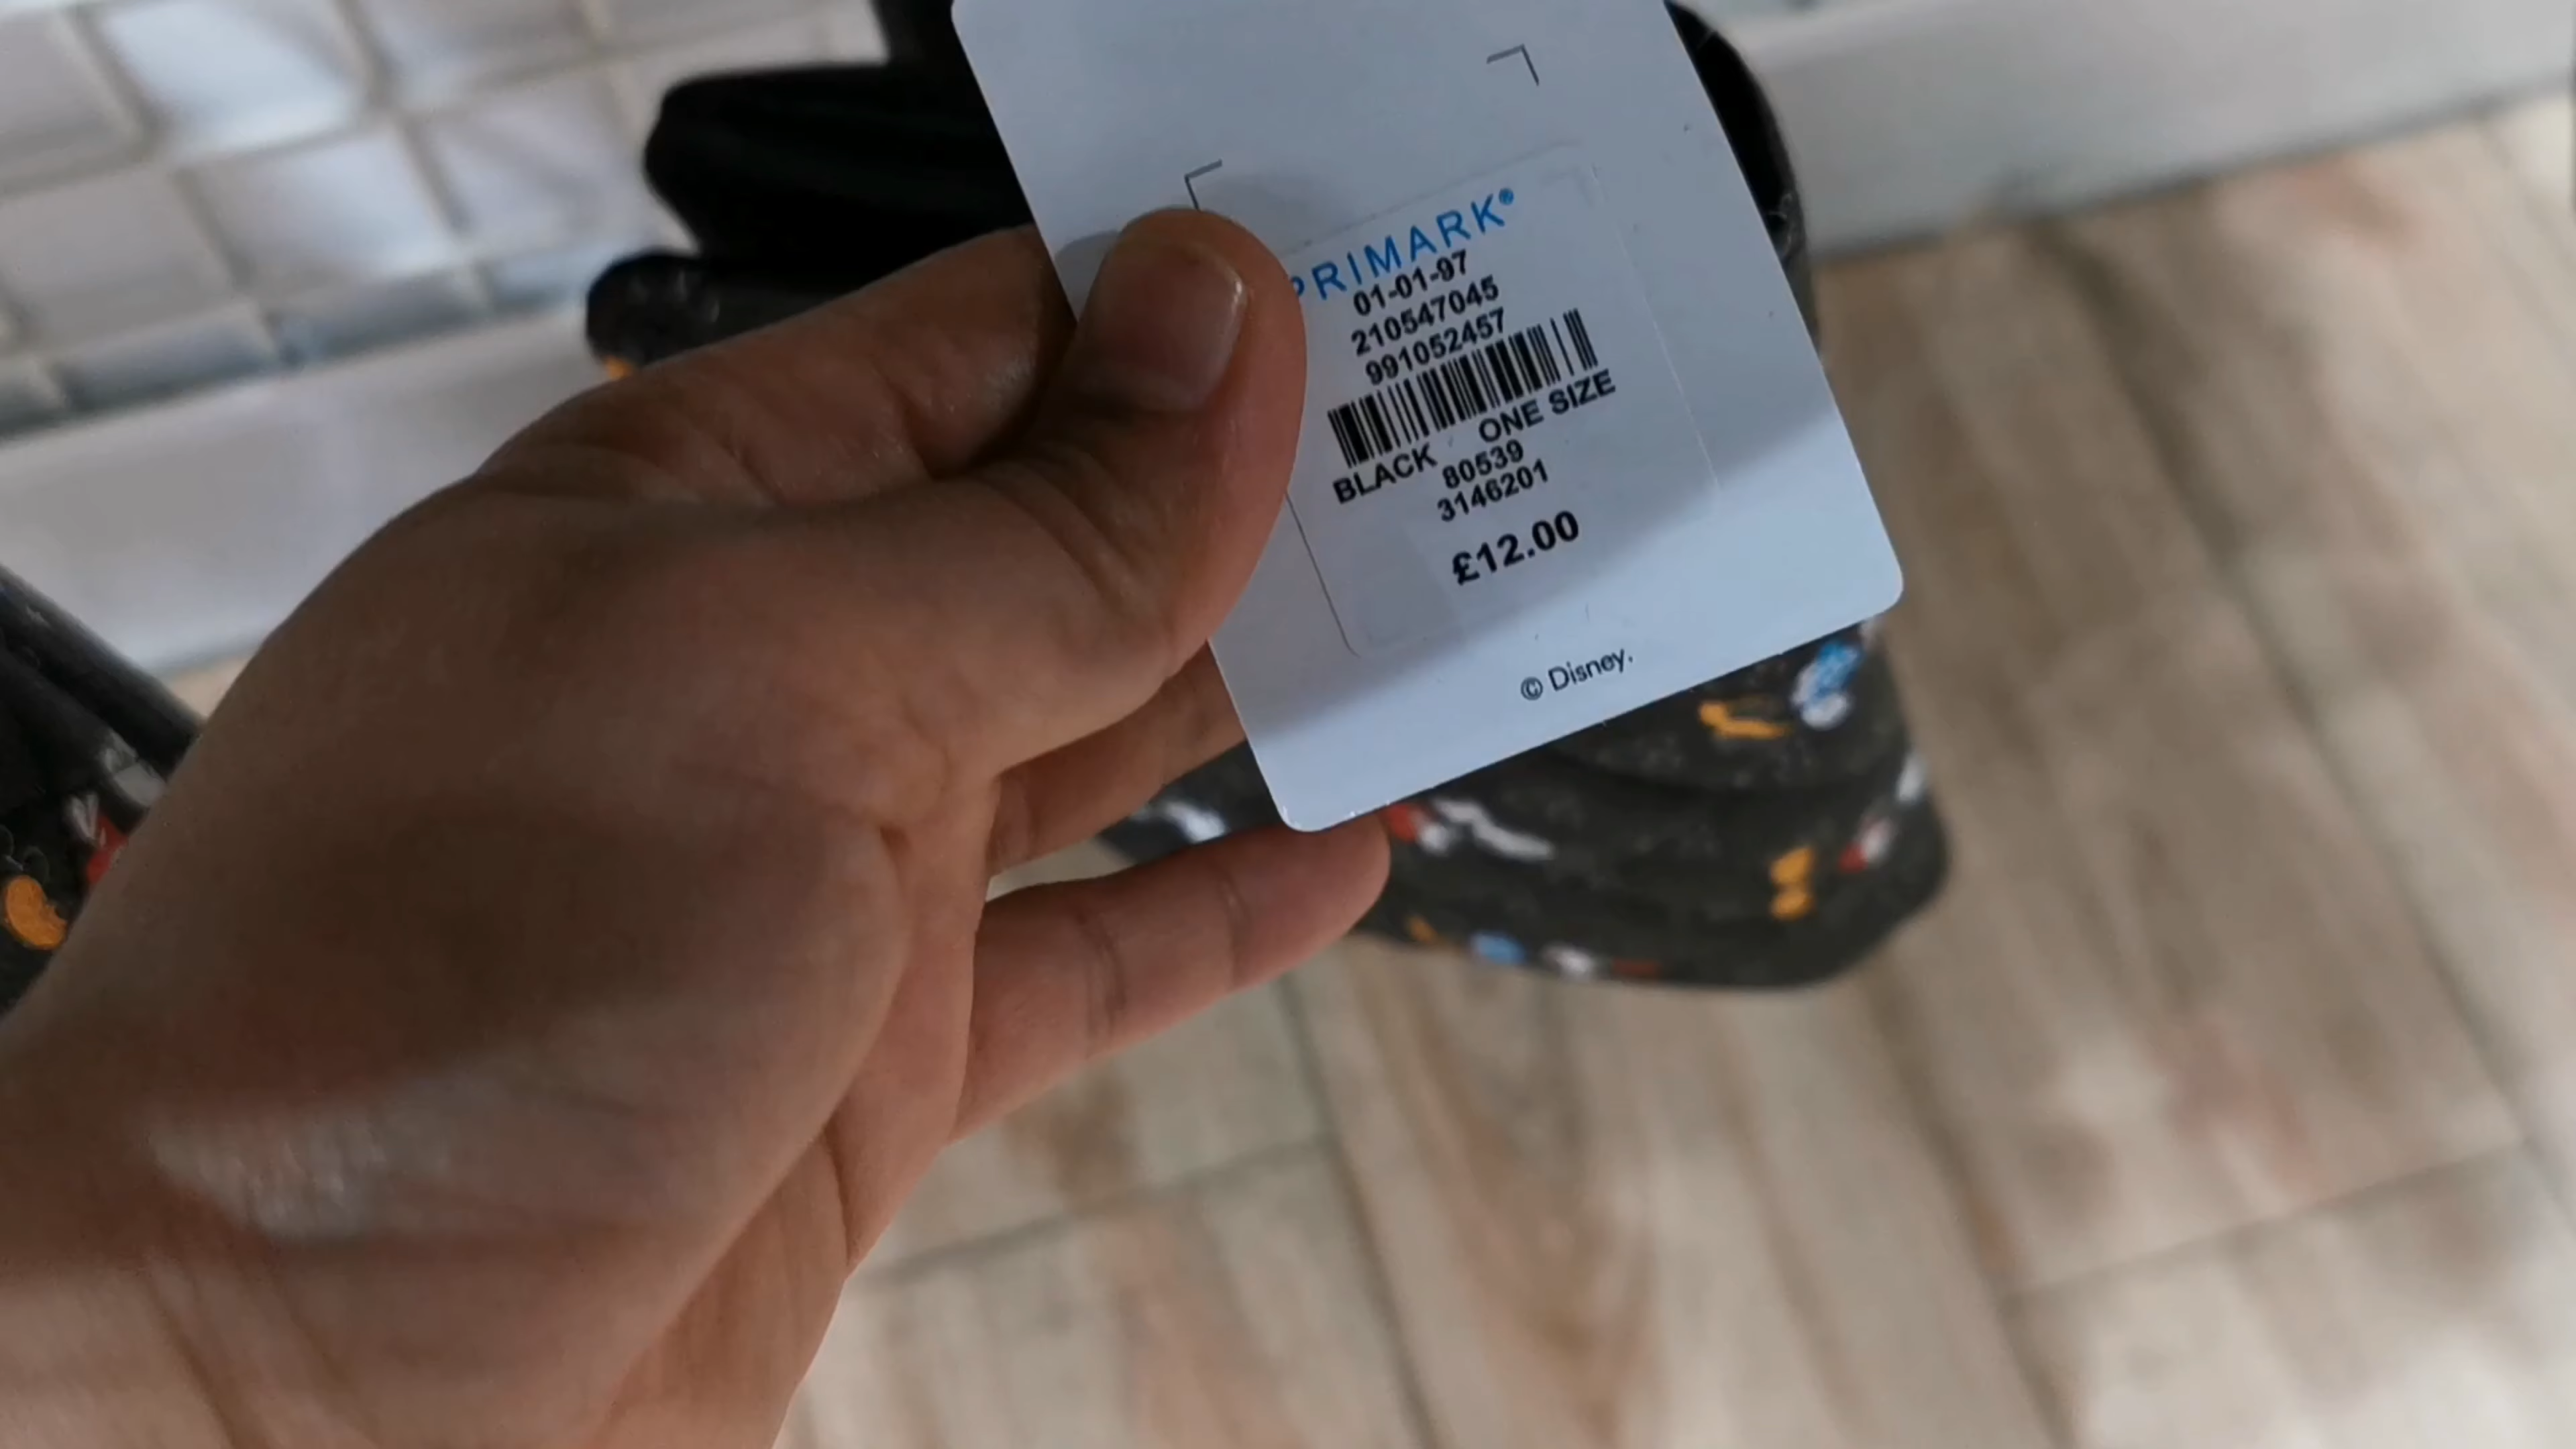 PRIMARK®
01-01-97
210547045
991052457
BLACK ONE SIZE
80539
3146201
£12.00
© Disney.